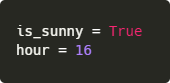 is_sunny = True
hour = 16